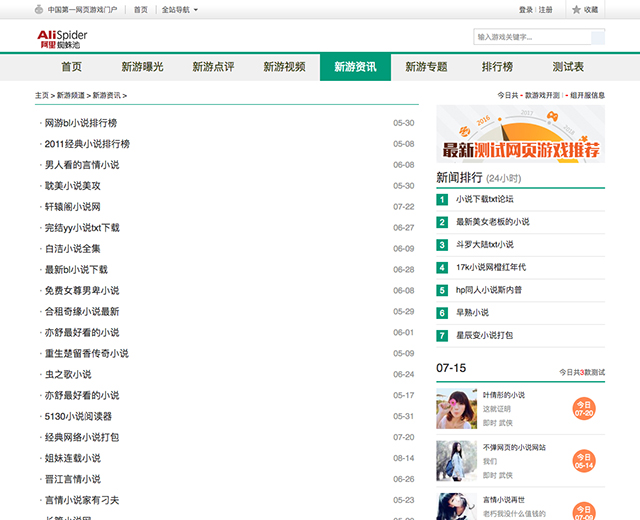 中国第一网页游戏门户 首页 全站导航 登录 注册 收藏
AliSpider
阿里蜘蛛池
输入游戏关键字...
首页 新游曝光 新游点评 新游视频 新游资讯 新游专题 排行榜 测试表
主页 > 新游频道 > 新游资讯 >
今日共 - 款游戏开测 | - 组开服信息
· 网游bl小说排行榜 05-30
· 2011经典小说排行榜 05-08
· 男人看的言情小说 06-08
· 耽美小说美攻 05-30
· 轩辕阁小说网 07-22
· 完结yy小说txt下载 06-27
· 白洁小说全集 06-09
· 最新bl小说下载 06-28
· 免费女尊男卑小说 06-08
· 合租奇缘小说最新 05-29
· 亦舒最好看的小说 06-01
· 重生楚留香传奇小说 05-09
· 虫之歌小说 06-24
· 亦舒最好看的小说 05-17
· 5130小说阅读器 05-31
· 经典网络小说打包 07-20
· 姐妹连载小说 08-14
· 晋江言情小说 06-26
· 言情小说家有刁夫 05-23
2016 2017
最新测试网页游戏推荐
新闻排行 (24小时)
1 小说下载txt论坛
2 最新美女老板的小说
3 斗罗大陆txt小说
4 17k小说网橙红年代
5 hp同人小说斯内普
6 早熟小说
7 星辰变小说打包
07-15 今日共3款测试
叶倩彤的小说
这就证明
即时 武侠
今日
07-20
不弹网页的小说网站
我们
即时 武侠
今日
05-14
言情小说再世
老朽我没什么值钱的
今日